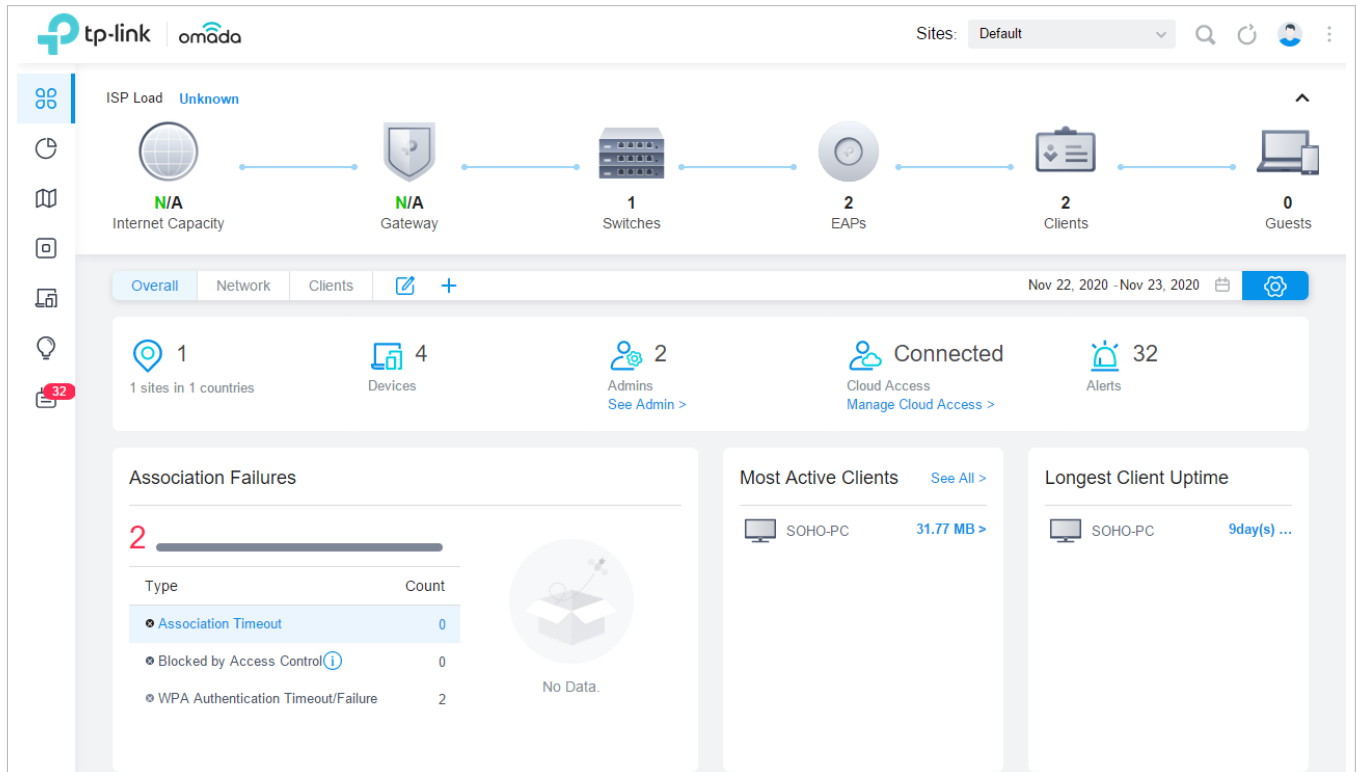 tp-link omada
Sites: Default
ISP Load Unknown
N/A
Internet Capacity
N/A
Gateway
1
Switches
2
EAPs
2
Clients
0
Guests
Overall Network Clients
Nov 22, 2020 - Nov 23, 2020
1
1 sites in 1 countries
4
Devices
2
Admins
See Admin >
Connected
Cloud Access
Manage Cloud Access >
32
Alerts
32
Association Failures
2
Type Count
Association Timeout 0
Blocked by Access Control 0
WPA Authentication Timeout/Failure 2
No Data.
Most Active Clients See All >
SOHO-PC 31.77 MB >
Longest Client Uptime
SOHO-PC 9day(s) ...